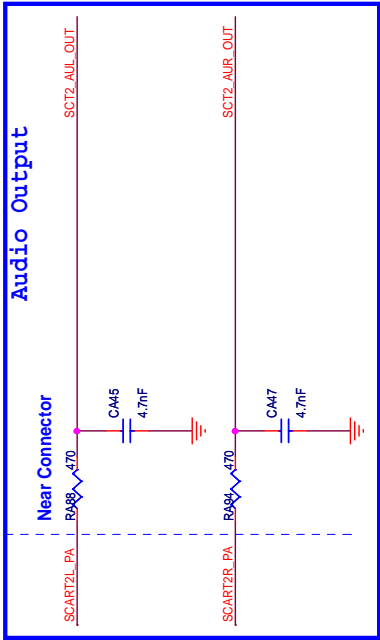 Audio Output
Near Connector
SCT2_AUL_OUT
CA45
4.7nF
470
RA88
SCART2L_PA
SCT2_AUR_OUT
CA47
4.7nF
470
RA94
SCART2R_PA